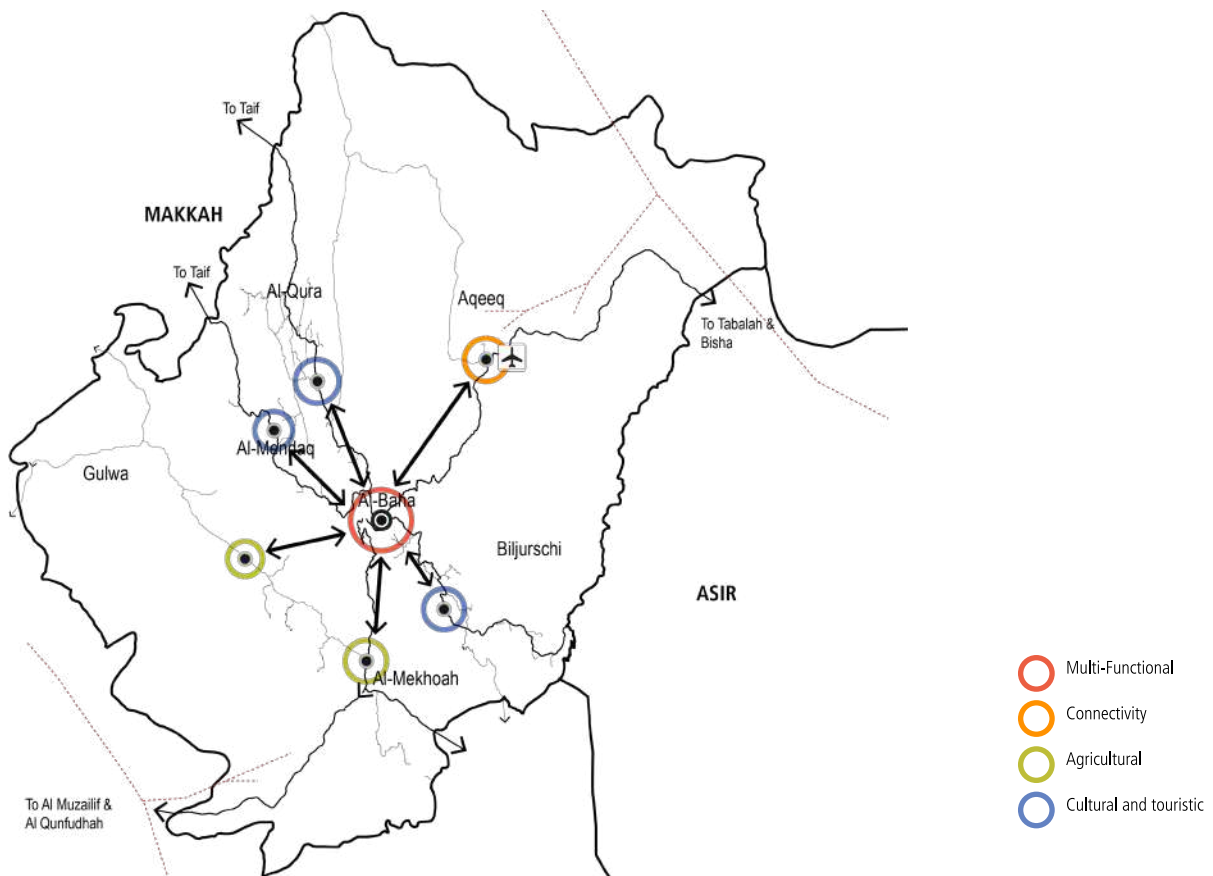 To Taif
MAKKAH
To Taif
Al-Qura
Aqeeq
To Tabalah &
Bisha
Al-Mondaq
Gulwa
Al-Baha
Biljurschi
ASIR
Al-Mekhoah
To Al Muzailif &
Al Qunfudhah
Multi-Functional
Connectivity
Agricultural
Cultural and touristic